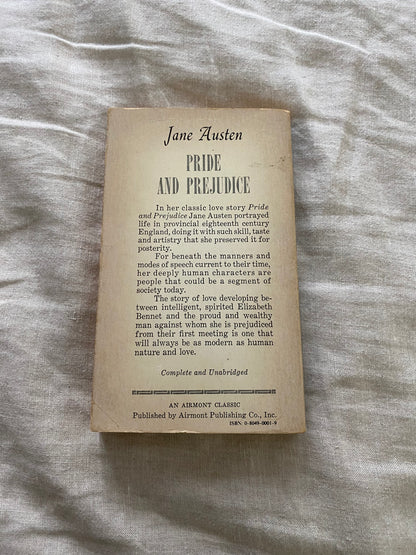 Jane Austen
PRIDE
AND PREJUDICE
In her classic love story Pride
and Prejudice Jane Austen portrayed
life in provincial eighteenth century
England, doing it with such skill, taste
and artistry that she preserved it for
posterity.
For beneath the manners and
modes of speech current to their time,
her deeply human characters are
people that could be a segment of
society today.
The story of love developing be-
tween intelligent, spirited Elizabeth
Bennet and the proud and wealthy
man against whom she is prejudiced
from their first meeting is one that
will always be as modern as human
nature and love.
Complete and Unabridged
AN AIRMONT CLASSIC
Published by Airmont Publishing Co., Inc.
ISBN: 0-8049-0001-9